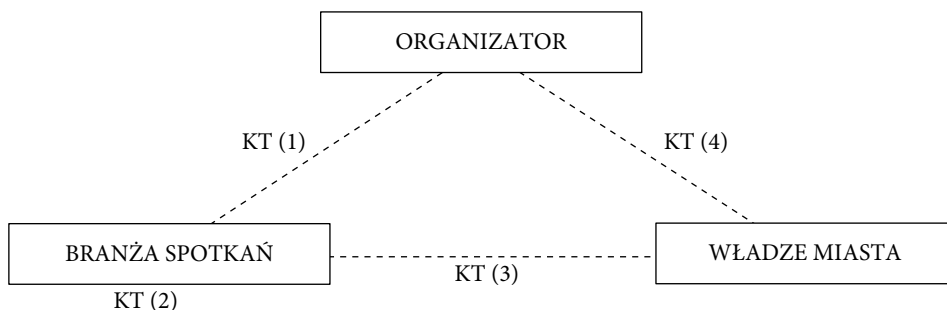 ORGANIZATOR
KT (1)
KT (4)
BRANŻA SPOTKAŃ
WŁADZE MIASTA
KT (3)
KT (2)